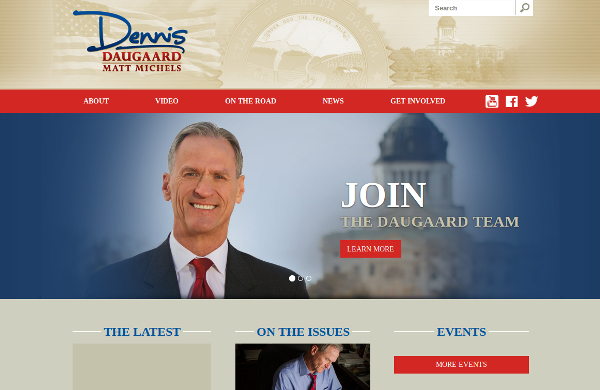 Search
Dennis
DAUGAARD
MATT MICHELS
ABOUT
VIDEO
ON THE ROAD
NEWS
GET INVOLVED
You
JOIN
THE DAUGAARD TEAM
LEARN MORE
THE LATEST
ON THE ISSUES
EVENTS
MORE EVENTS